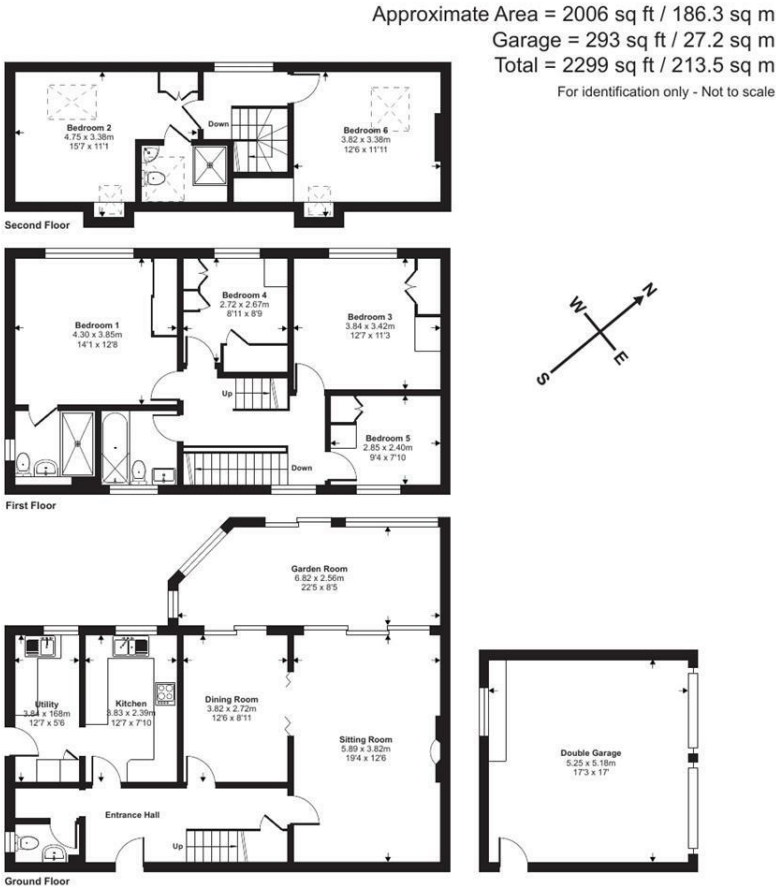 Approximate Area = 2006 sq ft / 186.3 sq m
Garage = 293 sq ft / 27.2 sq m
Total = 2299 sq ft / 213.5 sq m
For identification only - Not to scale
Bedroom 2
4.75 x 3.38m
15'7 x 11'1
Down
Bedroom 6
3.82 x 3.38m
12'6 x 11'11
Second Floor
Bedroom 1
4.30 x 3.85m
14'1 x 12'8
Bedroom 4
2.72 x 2.67m
8'11 x 8'9
Bedroom 3
3.84 x 3.42m
12'7 x 11'3
Up
Bedroom 5
2.85 x 2.40m
9'4 x 7'10
Down
First Floor
N
W
E
S
Garden Room
6.82 x 2.56m
22'5 x 8'5
Utility
3.84 x 168m
12'7 x 5'6
Kitchen
3.83 x 2.39m
12'7 x 7'10
Dining Room
3.82 x 2.72m
12'6 x 8'11
Sitting Room
5.89 x 3.82m
19'4 x 12'6
Double Garage
5.25 x 5.18m
17'3 x 17'
Entrance Hall
Up
Ground Floor